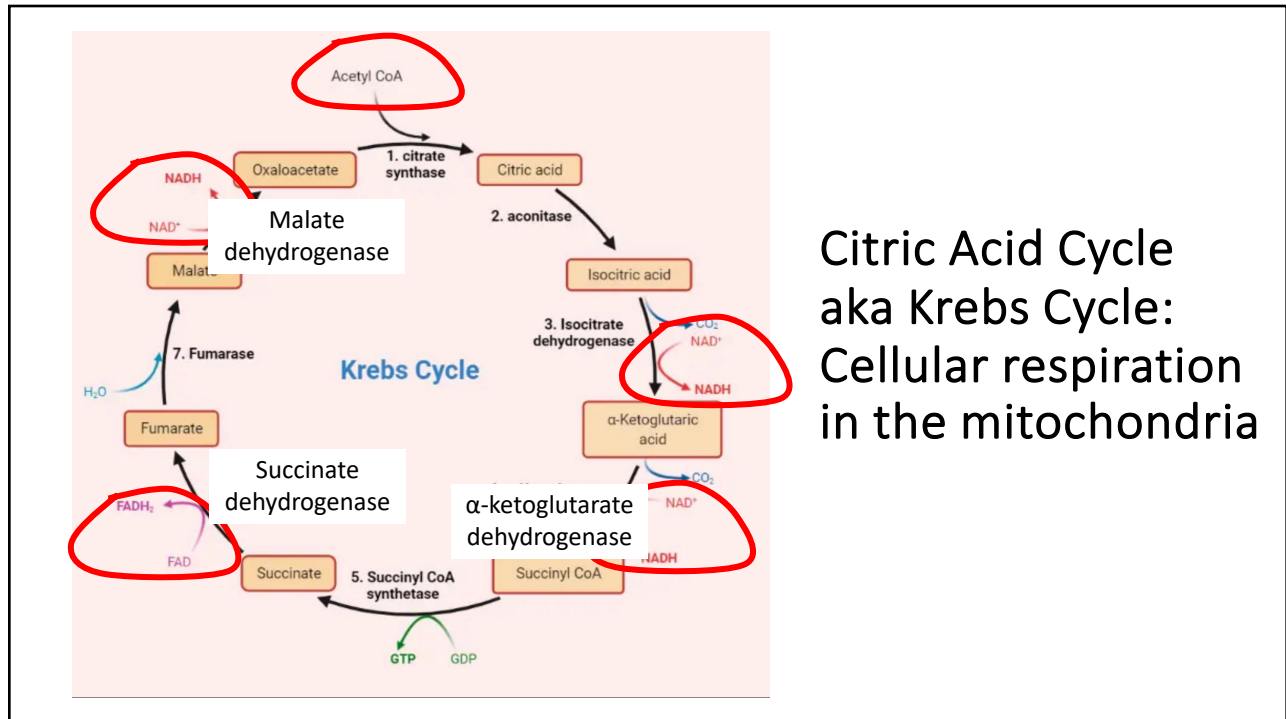 Acetyl CoA
Oxaloacetate
1. citrate
synthase
Citric acid
NADH
NAD⁺
Malate
dehydrogenase
2. aconitase
Malate
Isocitric acid
3. Isocitrate
dehydrogenase
CO₂
NAD⁺
NADH
7. Fumarase
Krebs Cycle
H₂O
Fumarate
α-Ketoglutaric
acid
CO₂
NAD⁺
Succinate
dehydrogenase
α-ketoglutarate
dehydrogenase
FADH₂
FAD
NADH
Succinate
5. Succinyl CoA
synthetase
Succinyl CoA
GTP
GDP
Citric Acid Cycle
aka Krebs Cycle:
Cellular respiration
in the mitochondria